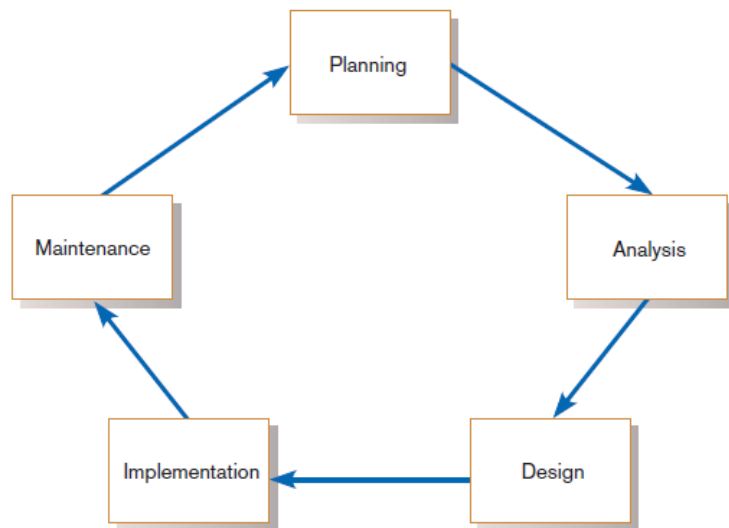 Planning
Analysis
Design
Implementation
Maintenance